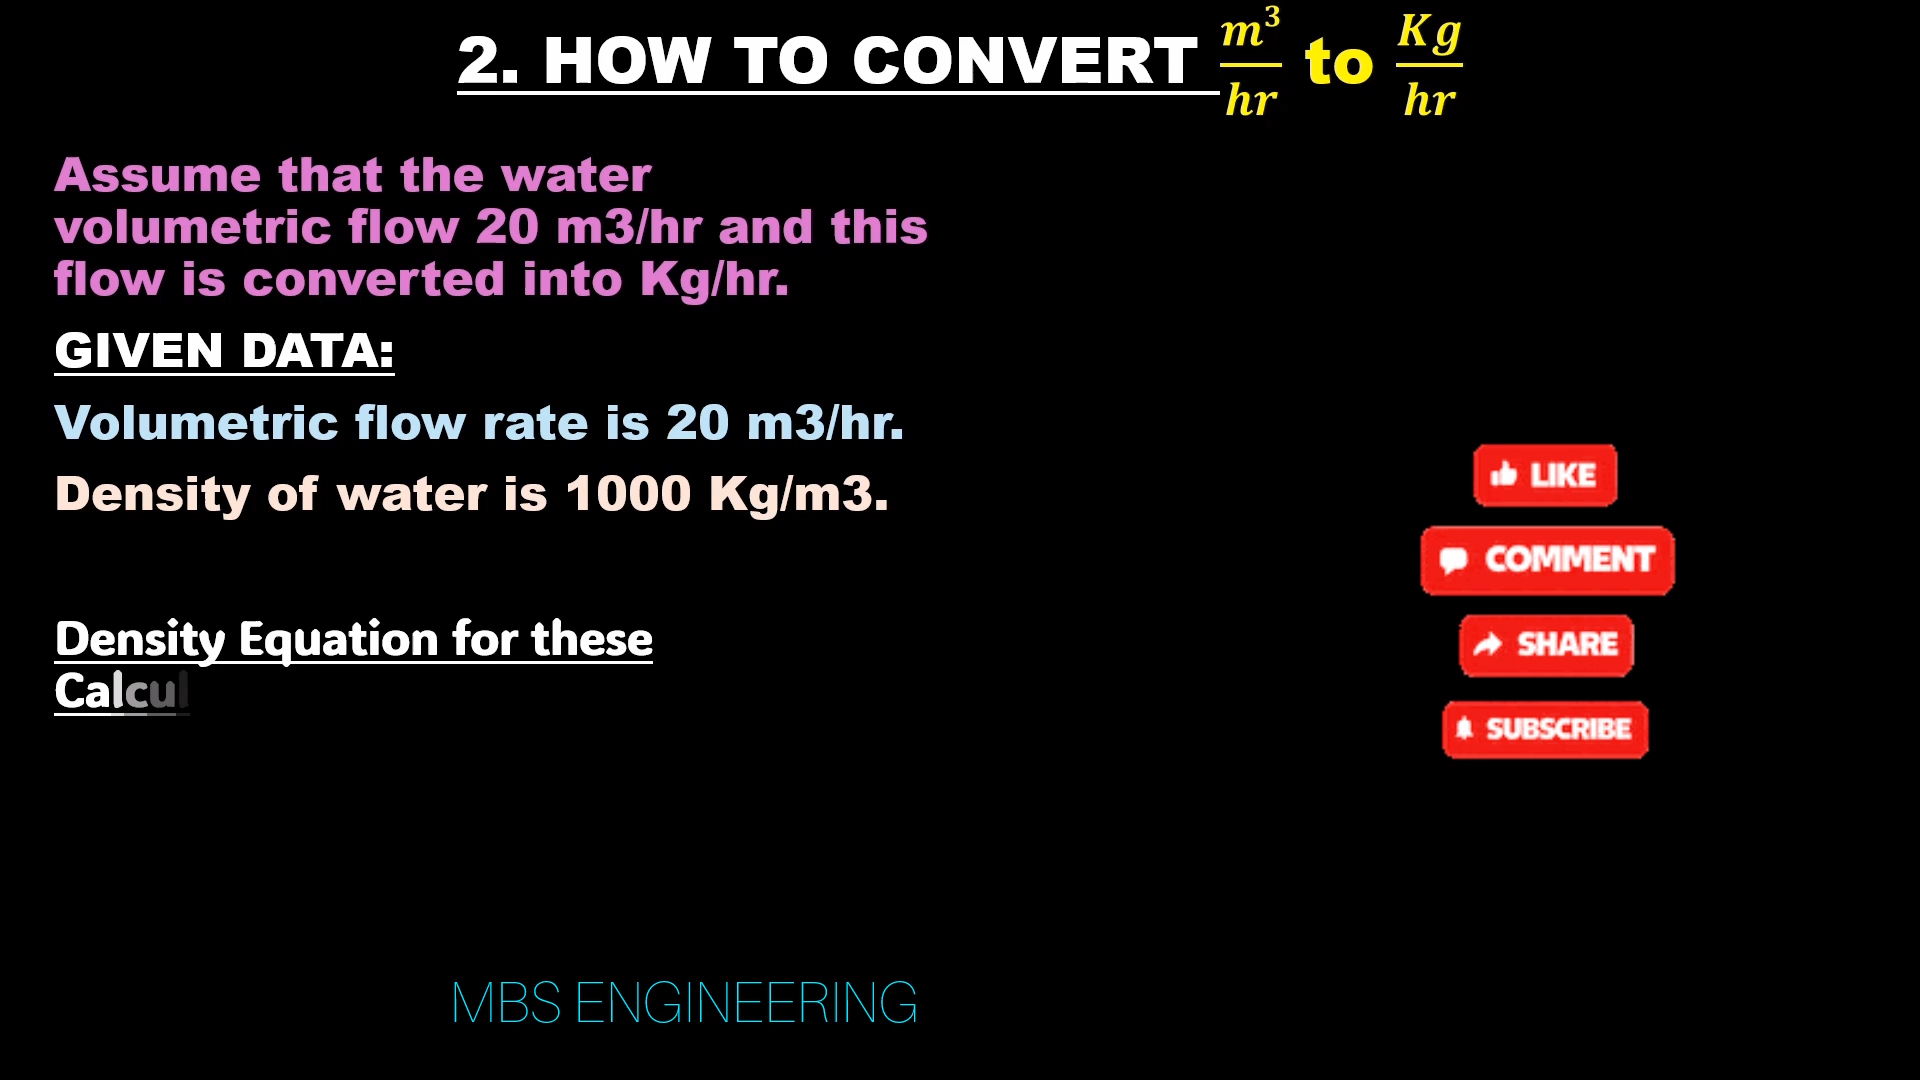 2. HOW TO CONVERT m³/hr to Kg/hr
Assume that the water
volumetric flow 20 m3/hr and this
flow is converted into Kg/hr.
GIVEN DATA:
Volumetric flow rate is 20 m3/hr.
Density of water is 1000 Kg/m3.
LIKE
COMMENT
Density Equation for these
Calcul
SHARE
SUBSCRIBE
MBS ENGINEERING